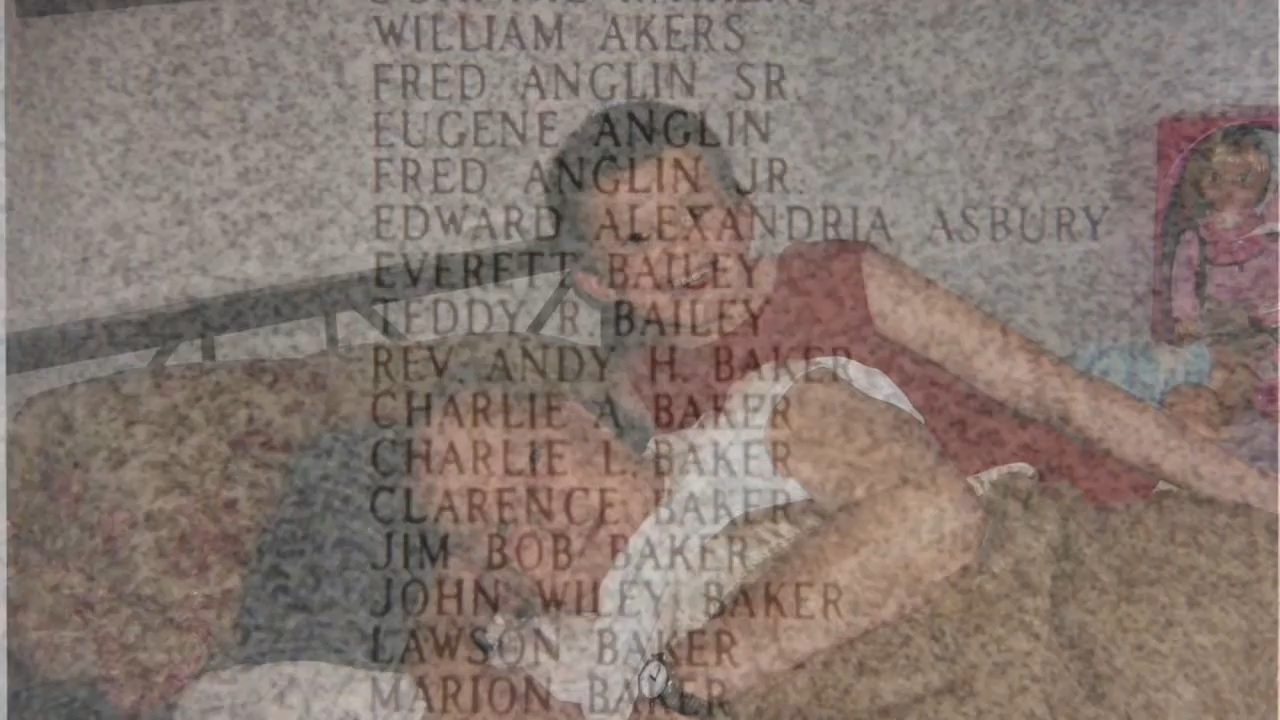 WILLIAM AKERS
FRED ANGLIN SR.
EUGENE ANGLIN
FRED ANGLIN JR.
EDWARD ALEXANDRIA ASBURY
EVERETT BAILEY
TEDDY R. BAILEY
REV. ANDY H. BAKER
CHARLIE A. BAKER
CHARLIE L. BAKER
CLARENCE BAKER
JIM BOB BAKER
JOHN WILEY BAKER
LAWSON BAKER
MARION BAKER